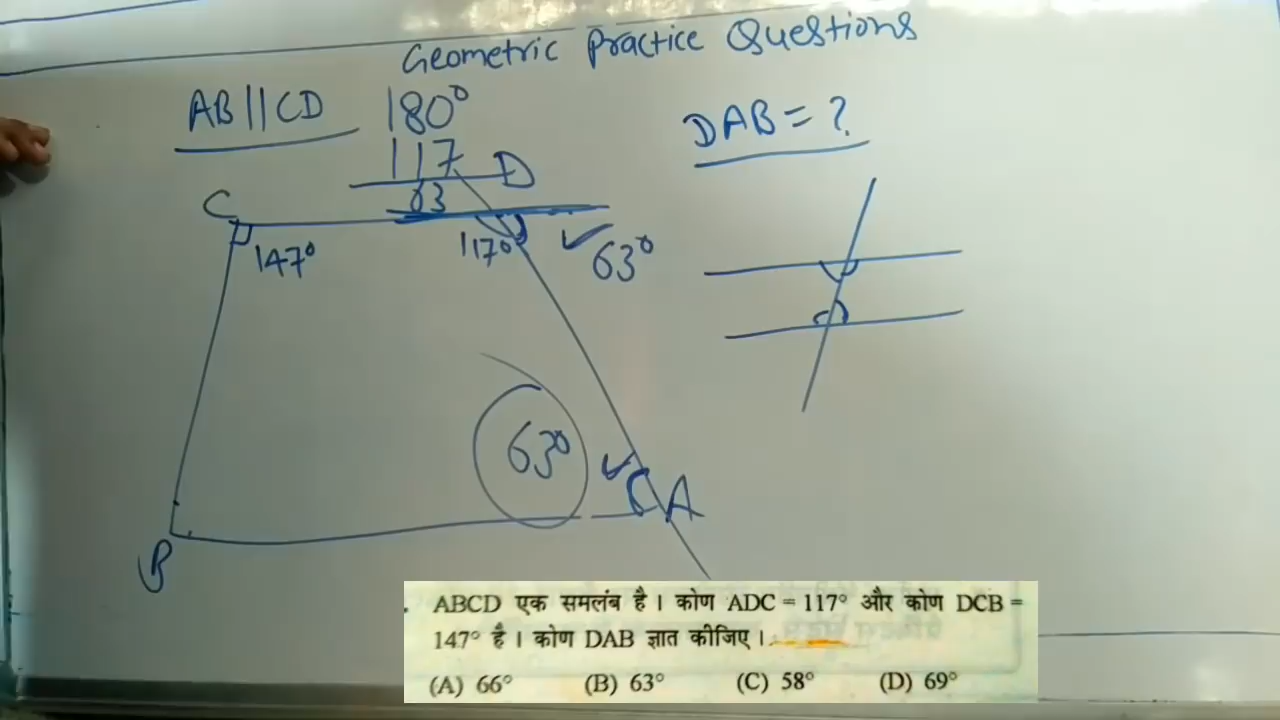 Geometric Practice Questions
AB||CD
180°
117
63
DAB = ?
C
D
147°
117°
63°
63°
A
B
ABCD एक समलंब है । कोण ADC = 117° और कोण DCB =
147° है । कोण DAB ज्ञात कीजिए ।
(A) 66° (B) 63° (C) 58° (D) 69°